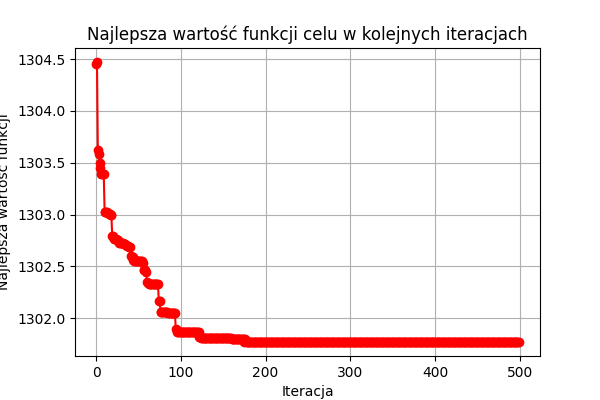 Najlepsza wartość funkcji celu w kolejnych iteracjach
Najlepsza wartość funkcji
1304.5
1304.0
1303.5
1303.0
1302.5
1302.0
0 100 200 300 400 500
Iteracja